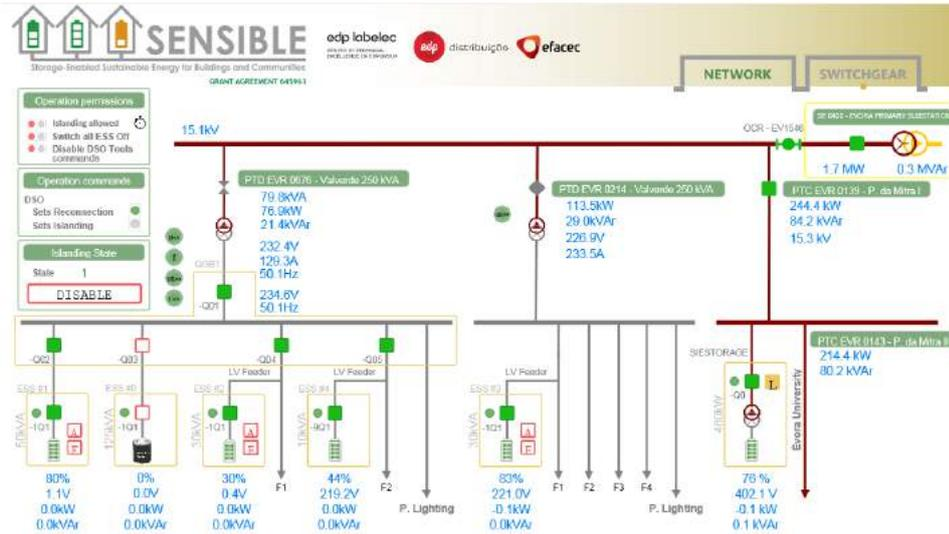 SENSIBLE
Storage-Enabled Sustainable Energy for Buildings and Communities
GRANT AGREEMENT 645963
edp labelec
edp distribuição
efacec
NETWORK
SWITCHGEAR
Operation permissions
Islanding allowed
Switch all ESS Off
Disable DSO Tools commands
Operation commands
DSO
Sets Reconnection
Sets Islanding
Islanding State
State 1
DISABLE
15.1kV
OCR - EV1546
1.7 MW 0.3 MVAr
PTD EVR 0676 - Valverde 250 kVA
79.8kVA
76.9kW
21.4kVAr
232.4V
129.3A
50.1Hz
234.6V
50.1Hz
-Q01
PTD EVR 0214 - Valverde 250 kVA
113.5kW
29.0kVAr
226.9V
233.5A
PTC EVR 0139 - P. da Mitra I
244.4 kW
84.2 kVAr
15.3 kV
PTC EVR 0143 - P. da Mitra II
214.4 kW
80.2 kVAr
-Q02
-Q03
-Q04
-Q05
LV Feeder
LV Feeder
LV Feeder
SIESTORAGE
ESS #1
ESS #0
ESS #2
ESS #4
ESS #3
-1Q1
-1Q1
-1Q1
-9Q1
-1Q1
-Q0
L
A
F
A
F
A
F
Evora University
80%
1.1V
0.0kW
0.0kVAr
0%
0.0V
0.0kW
0.0kVAr
30%
0.4V
0.0kW
0.0kVAr
F1
44%
219.2V
0.0kW
0.0kVAr
F2
P. Lighting
83%
221.0V
-0.1kW
0.0kVAr
F1
F2
F3
F4
P. Lighting
76 %
402.1 V
-0.1 kW
0.1 kVAr